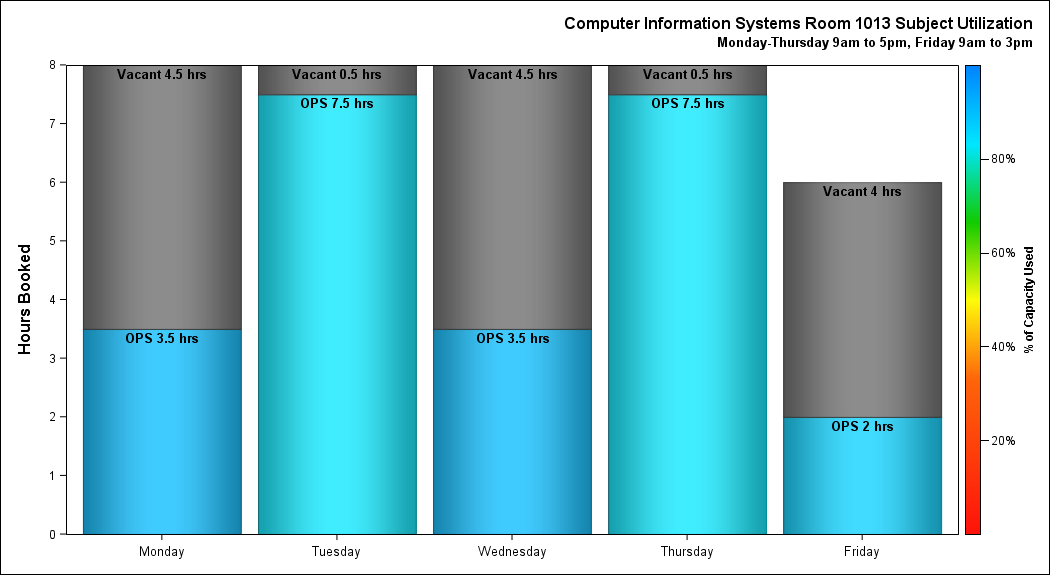 Computer Information Systems Room 1013 Subject Utilization
Monday-Thursday 9am to 5pm, Friday 9am to 3pm
Hours Booked
8
7
6
5
4
3
2
1
0
Vacant 4.5 hrs
OPS 3.5 hrs
Vacant 0.5 hrs
OPS 7.5 hrs
Vacant 4.5 hrs
OPS 3.5 hrs
Vacant 0.5 hrs
OPS 7.5 hrs
Vacant 4 hrs
OPS 2 hrs
Monday
Tuesday
Wednesday
Thursday
Friday
80%
60%
40%
20%
% of Capacity Used